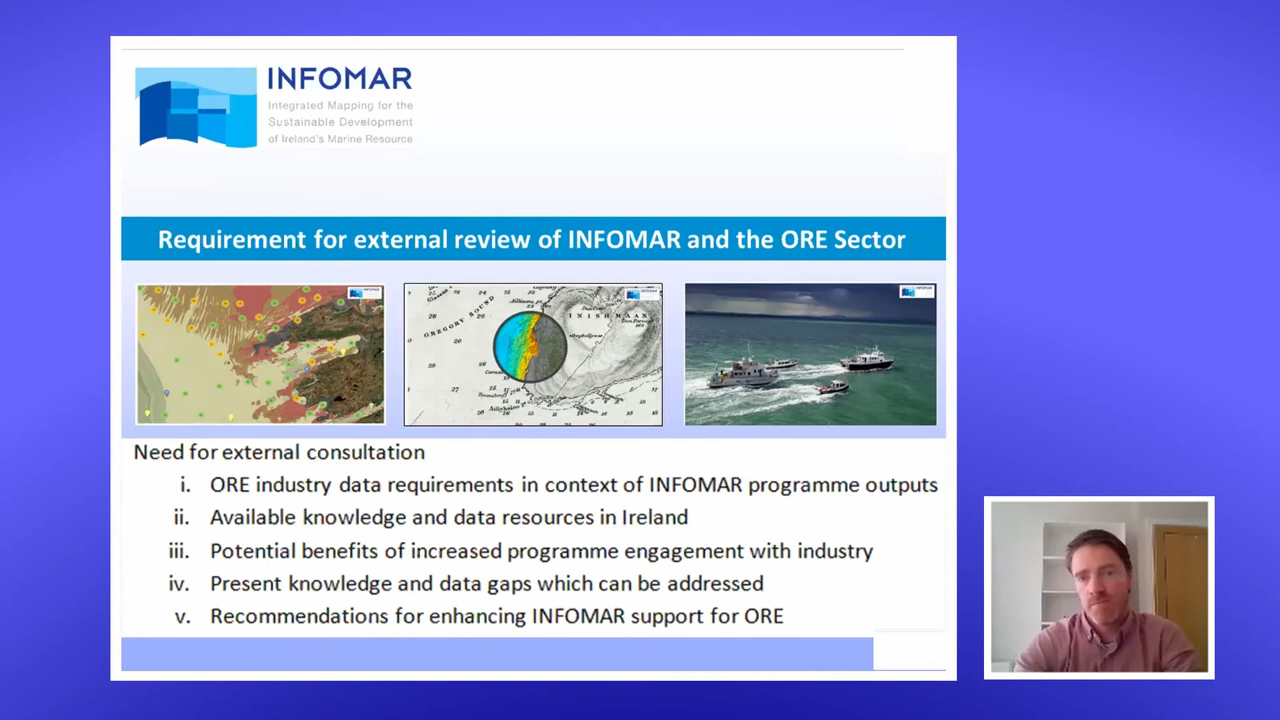 INFOMAR
Integrated Mapping for the
Sustainable Development
of Ireland's Marine Resource
Requirement for external review of INFOMAR and the ORE Sector
GREGORY SOUND
INISHMAAN
Need for external consultation
i. ORE industry data requirements in context of INFOMAR programme outputs
ii. Available knowledge and data resources in Ireland
iii. Potential benefits of increased programme engagement with industry
iv. Present knowledge and data gaps which can be addressed
v. Recommendations for enhancing INFOMAR support for ORE